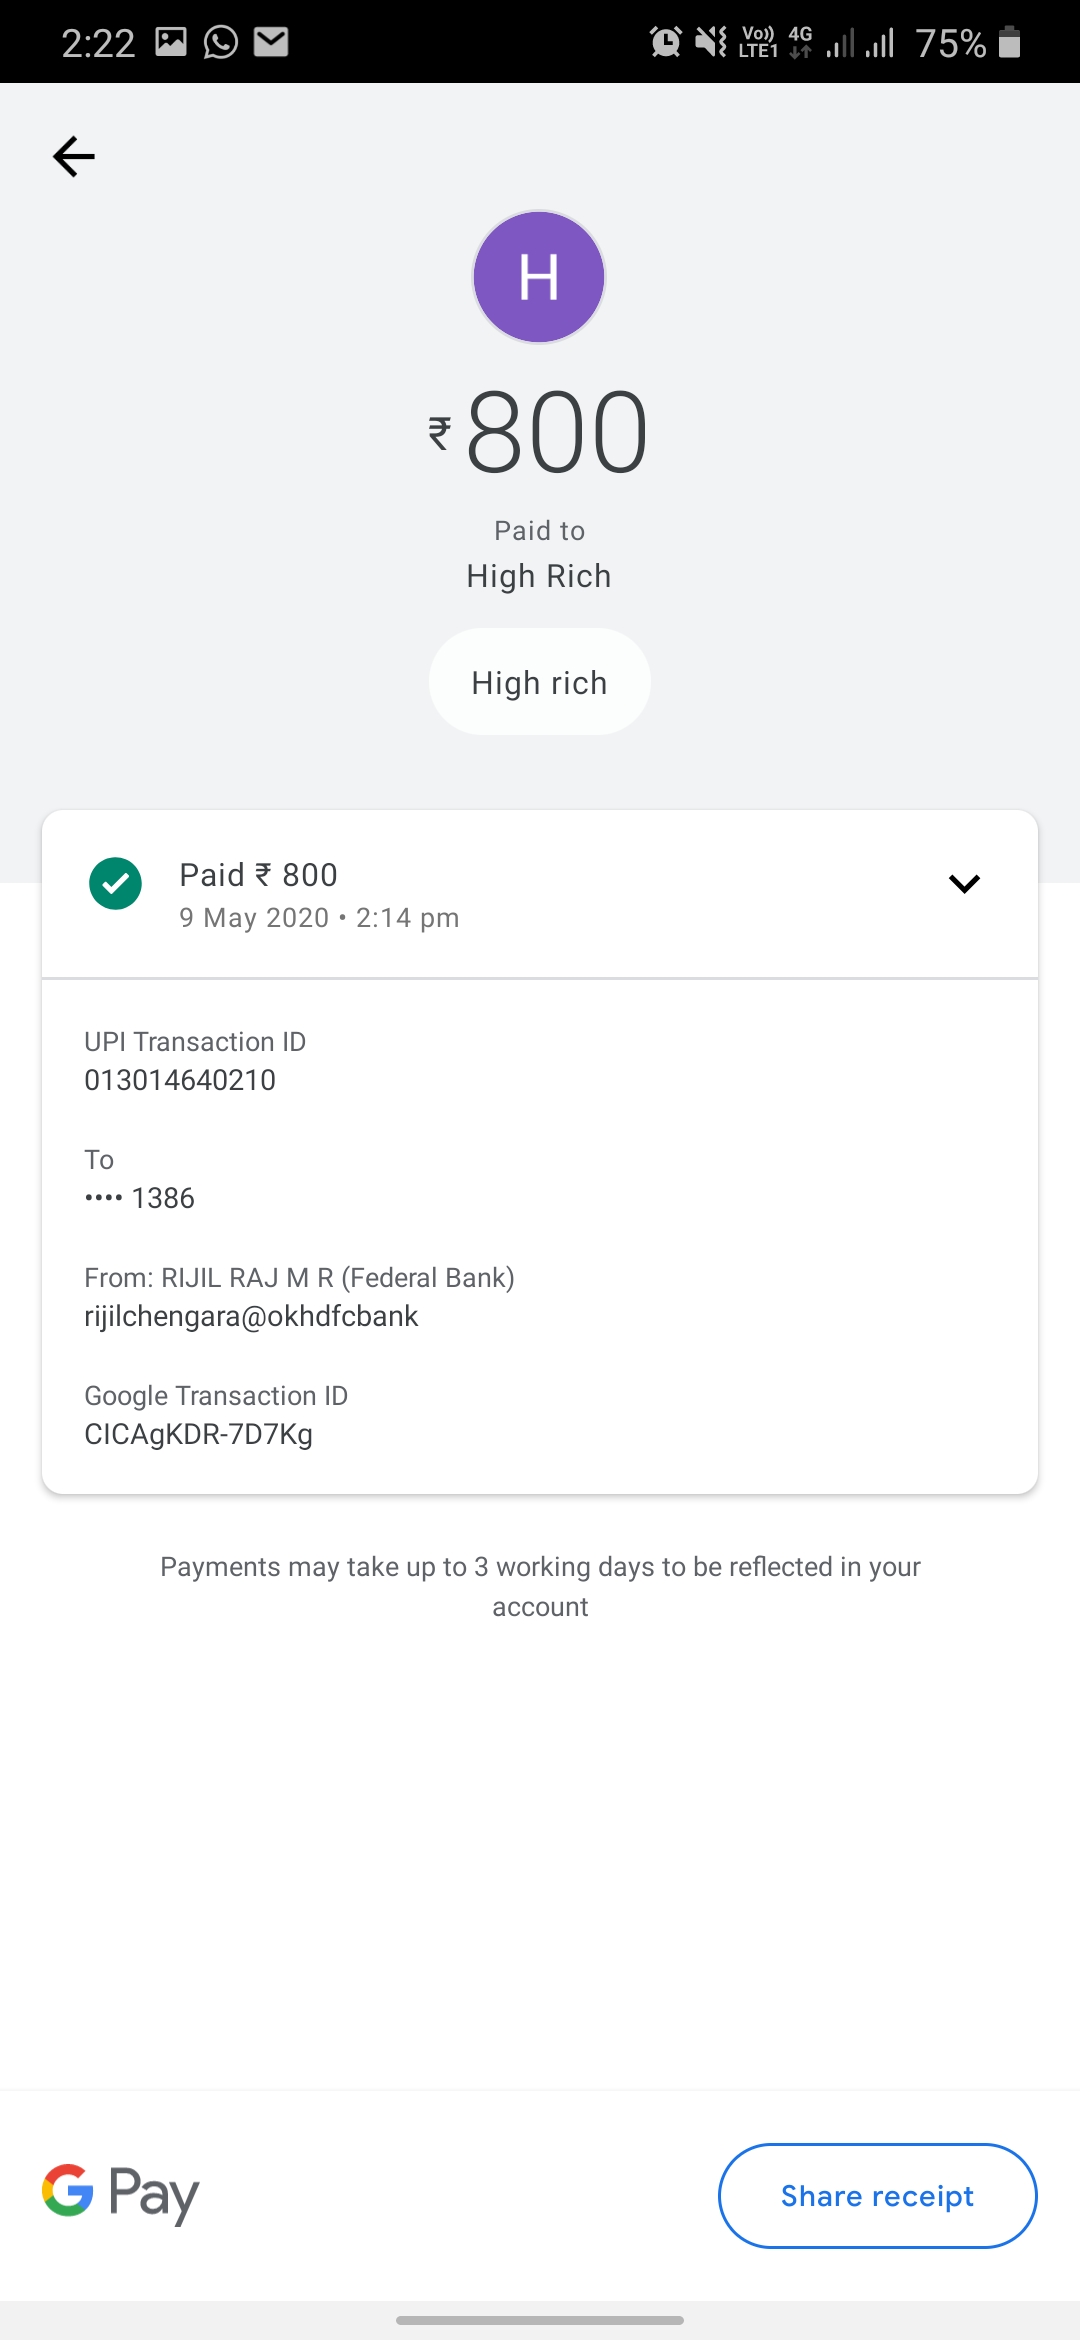 2:22 Vo)) LTE1 4G 75%
H
₹800
Paid to
High Rich
High rich
Paid ₹ 800
9 May 2020 • 2:14 pm
UPI Transaction ID
013014640210
To
•••• 1386
From: RIJIL RAJ M R (Federal Bank)
rijilchengara@okhdfcbank
Google Transaction ID
CICAgKDR-7D7Kg
Payments may take up to 3 working days to be reflected in your
account
G Pay
Share receipt